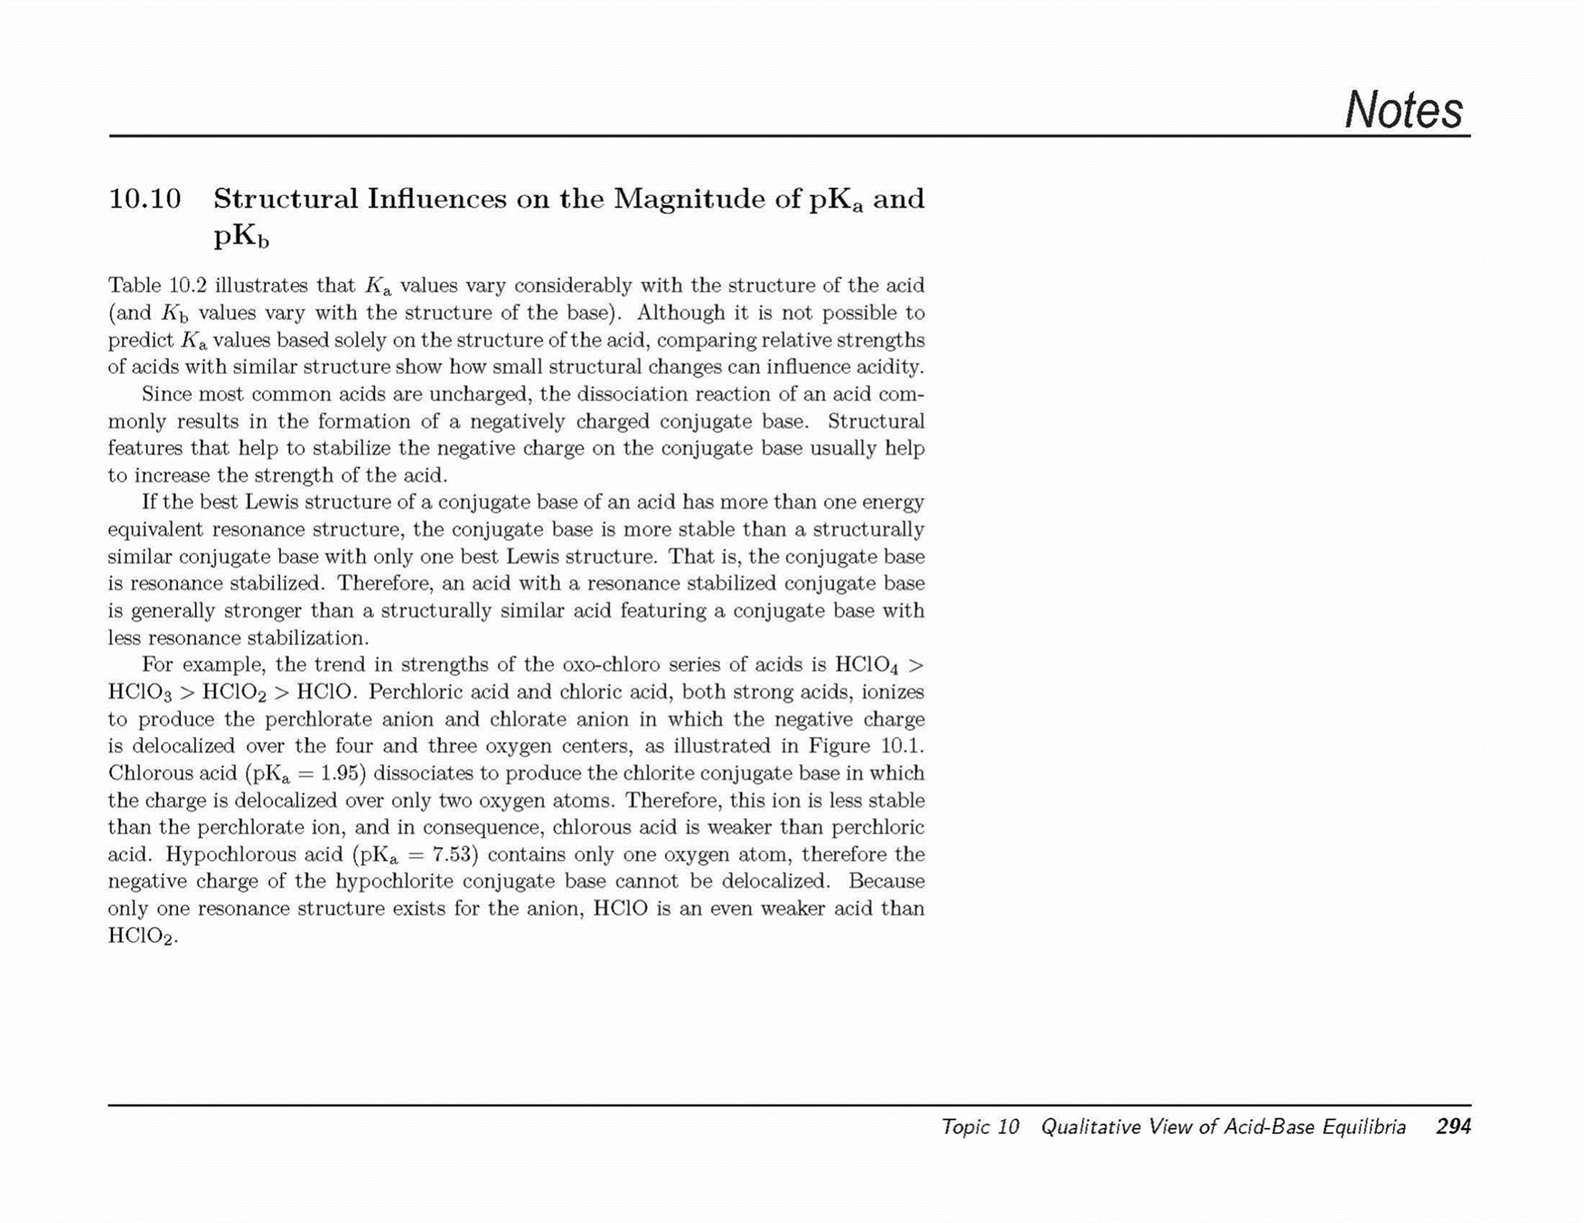 Notes
10.10 Structural Influences on the Magnitude of pKa and
pKb
Table 10.2 illustrates that Ka values vary considerably with the structure of the acid
(and Kb values vary with the structure of the base). Although it is not possible to
predict Ka values based solely on the structure of the acid, comparing relative strengths
of acids with similar structure show how small structural changes can influence acidity.
Since most common acids are uncharged, the dissociation reaction of an acid com-
monly results in the formation of a negatively charged conjugate base. Structural
features that help to stabilize the negative charge on the conjugate base usually help
to increase the strength of the acid.
If the best Lewis structure of a conjugate base of an acid has more than one energy
equivalent resonance structure, the conjugate base is more stable than a structurally
similar conjugate base with only one best Lewis structure. That is, the conjugate base
is resonance stabilized. Therefore, an acid with a resonance stabilized conjugate base
is generally stronger than a structurally similar acid featuring a conjugate base with
less resonance stabilization.
For example, the trend in strengths of the oxo-chloro series of acids is HClO4 >
HClO3 > HClO2 > HClO. Perchloric acid and chloric acid, both strong acids, ionizes
to produce the perchlorate anion and chlorate anion in which the negative charge
is delocalized over the four and three oxygen centers, as illustrated in Figure 10.1.
Chlorous acid (pKa = 1.95) dissociates to produce the chlorite conjugate base in which
the charge is delocalized over only two oxygen atoms. Therefore, this ion is less stable
than the perchlorate ion, and in consequence, chlorous acid is weaker than perchloric
acid. Hypochlorous acid (pKa = 7.53) contains only one oxygen atom, therefore the
negative charge of the hypochlorite conjugate base cannot be delocalized. Because
only one resonance structure exists for the anion, HClO is an even weaker acid than
HClO2.
Topic 10 Qualitative View of Acid-Base Equilibria 294